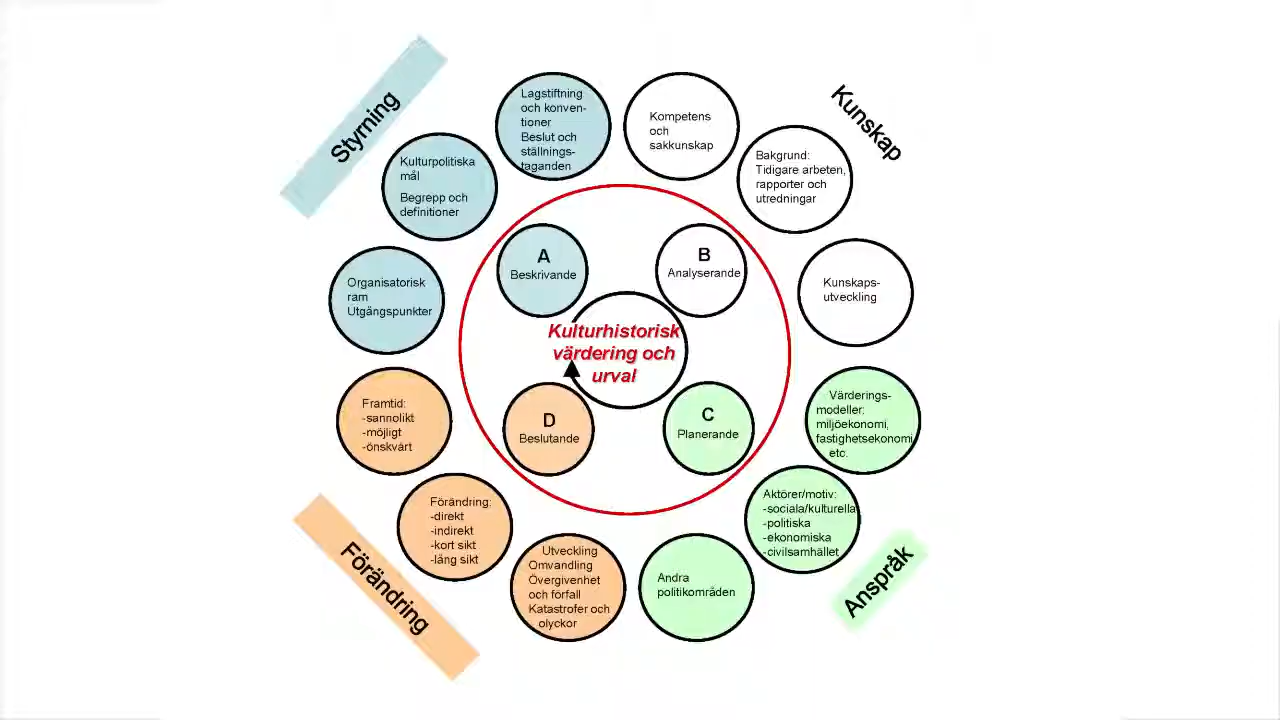 Styrning
Lagstiftning
och konven-
tioner
Beslut och
ställnings-
taganden
Kompetens
och
sakkunskap
Kunskap
Kulturpolitiska
mål
Begrepp och
definitioner
Bakgrund:
Tidigare arbeten,
rapporter och
utredningar
A
Beskrivande
B
Analyserande
Organisatorisk
ram
Utgångspunkter
Kunskaps-
utveckling
Kulturhistorisk
värdering och
urval
Framtid:
-sannolikt
-möjligt
-önskvärt
D
Beslutande
C
Planerande
Värderings-
modeller:
miljöekonomi,
fastighetsekonomi
etc.
Förändring:
-direkt
-indirekt
-kort sikt
-lång sikt
Aktörer/motiv:
-sociala/kulturella
-politiska
-ekonomiska
-civilsamhället
Förändring
Utveckling
Omvandling
Övergivenhet
och förfall
Katastrofer och
olyckor
Andra
politikområden
Anspråk